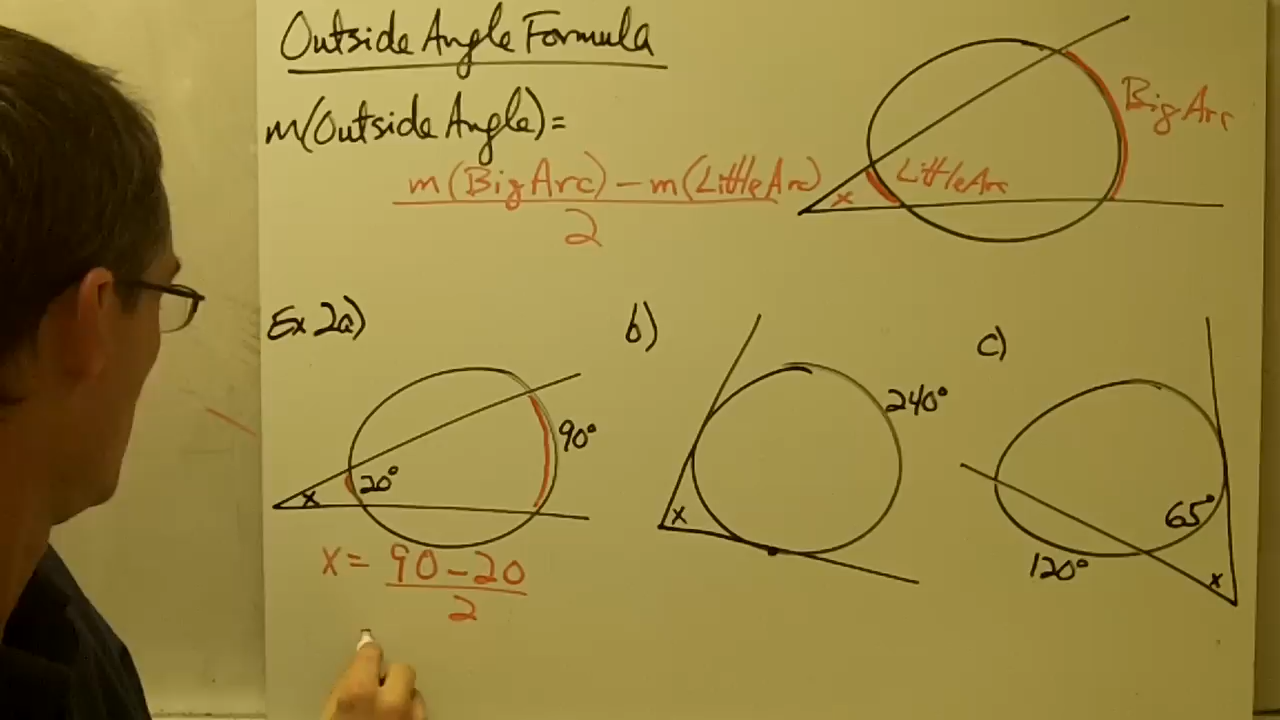 Outside Angle Formula
m(Outside Angle)=
m(Big Arc) - m(Little Arc)
2
x
Little Arc
Big Arc
Ex 2a)
x
20°
90°
x = 90 - 20
2
b)
x
240°
c)
65°
120°
x